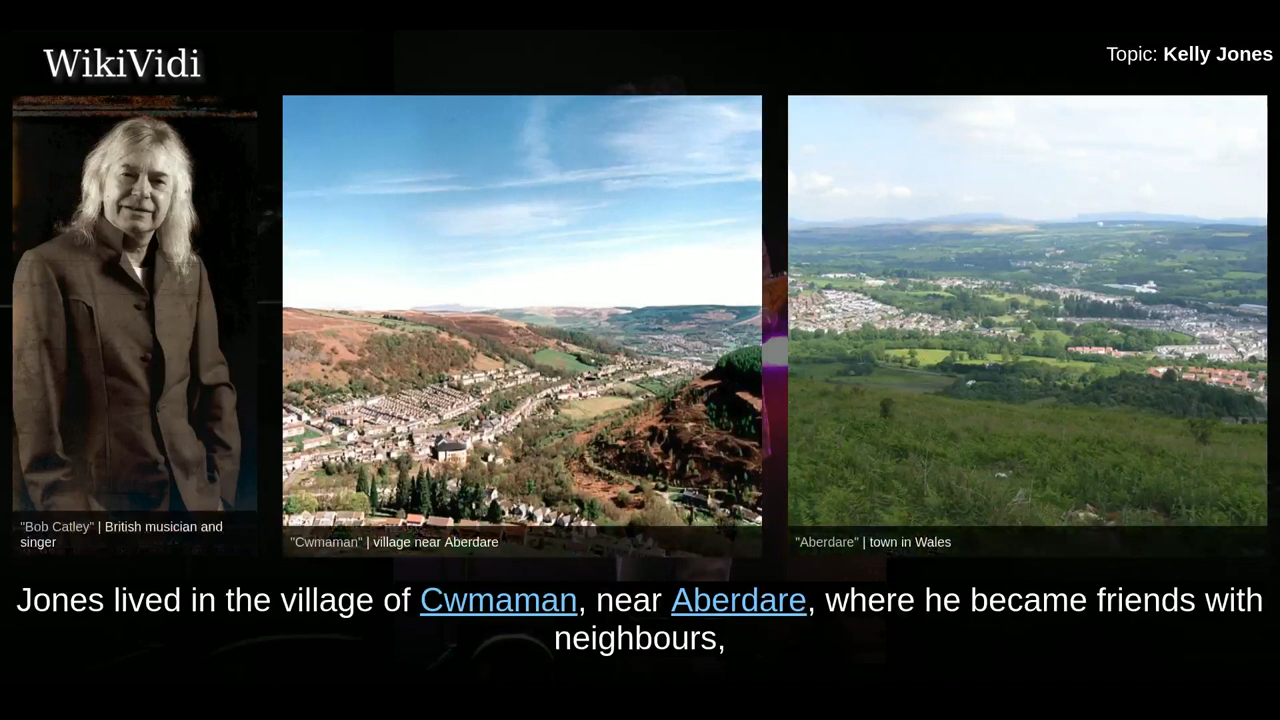 WikiVidi
Topic: Kelly Jones
"Bob Catley" | British musician and
singer
"Cwmaman" | village near Aberdare
"Aberdare" | town in Wales
Jones lived in the village of Cwmaman, near Aberdare, where he became friends with
neighbours,